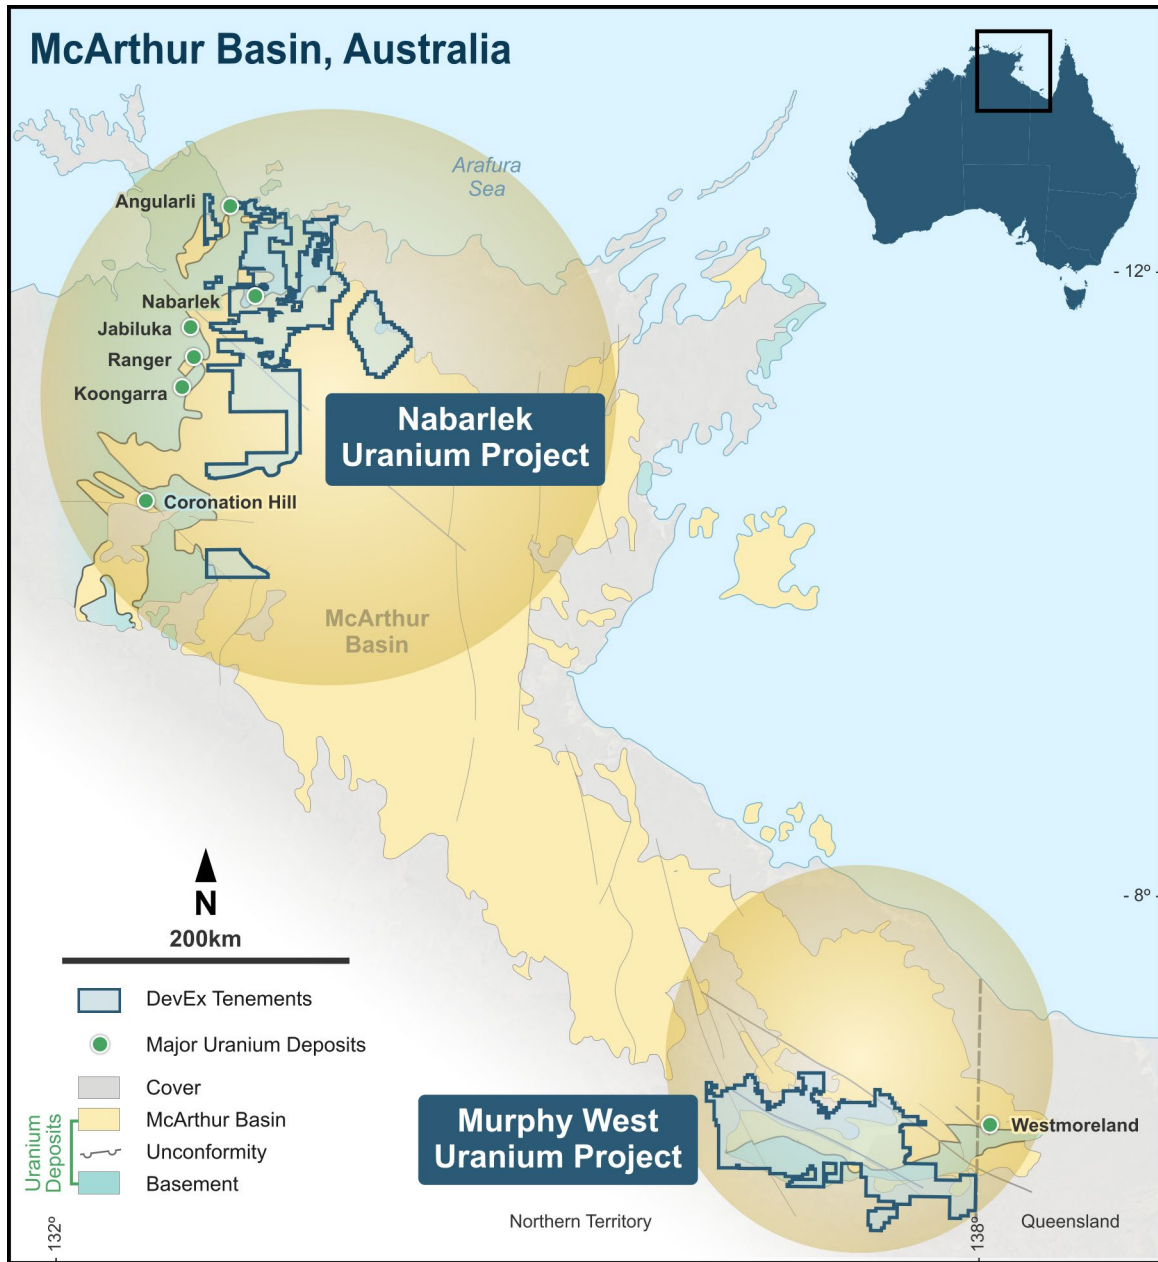 McArthur Basin, Australia
Arafura
Sea
Angularli
- 12º -
Nabarlek
Jabiluka
Ranger
Koongarra
Nabarlek
Uranium Project
Coronation Hill
McArthur
Basin
- 8º -
N
200km
DevEx Tenements
Major Uranium Deposits
Cover
McArthur Basin
Unconformity
Basement
Uranium
Deposits
Murphy West
Uranium Project
Westmoreland
Northern Territory
Queensland
- 132º
- 138º